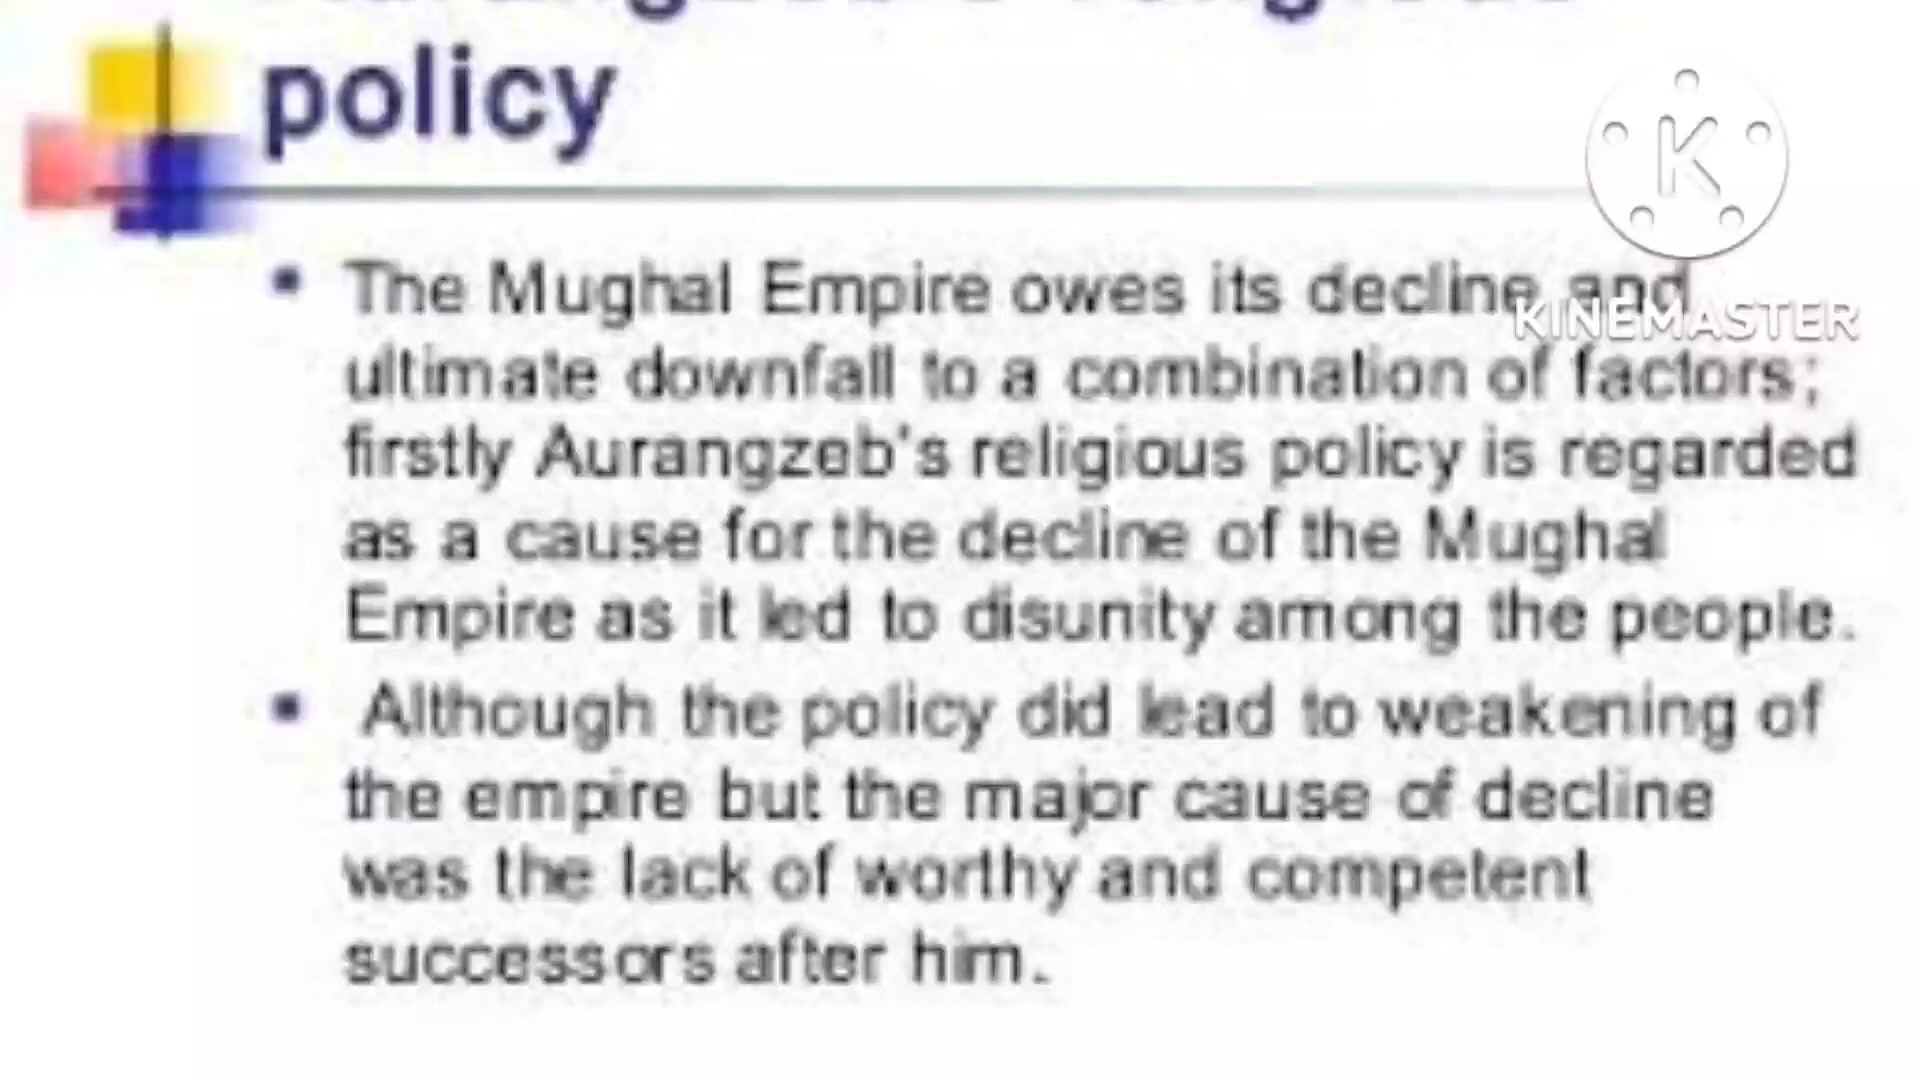 policy
The Mughal Empire owes its decline and
ultimate downfall to a combination of factors;
firstly Aurangzeb's religious policy is regarded
as a cause for the decline of the Mughal
Empire as it led to disunity among the people.
Although the policy did lead to weakening of
the empire but the major cause of decline
was the lack of worthy and competent
successors after him.
K
KINEMASTER